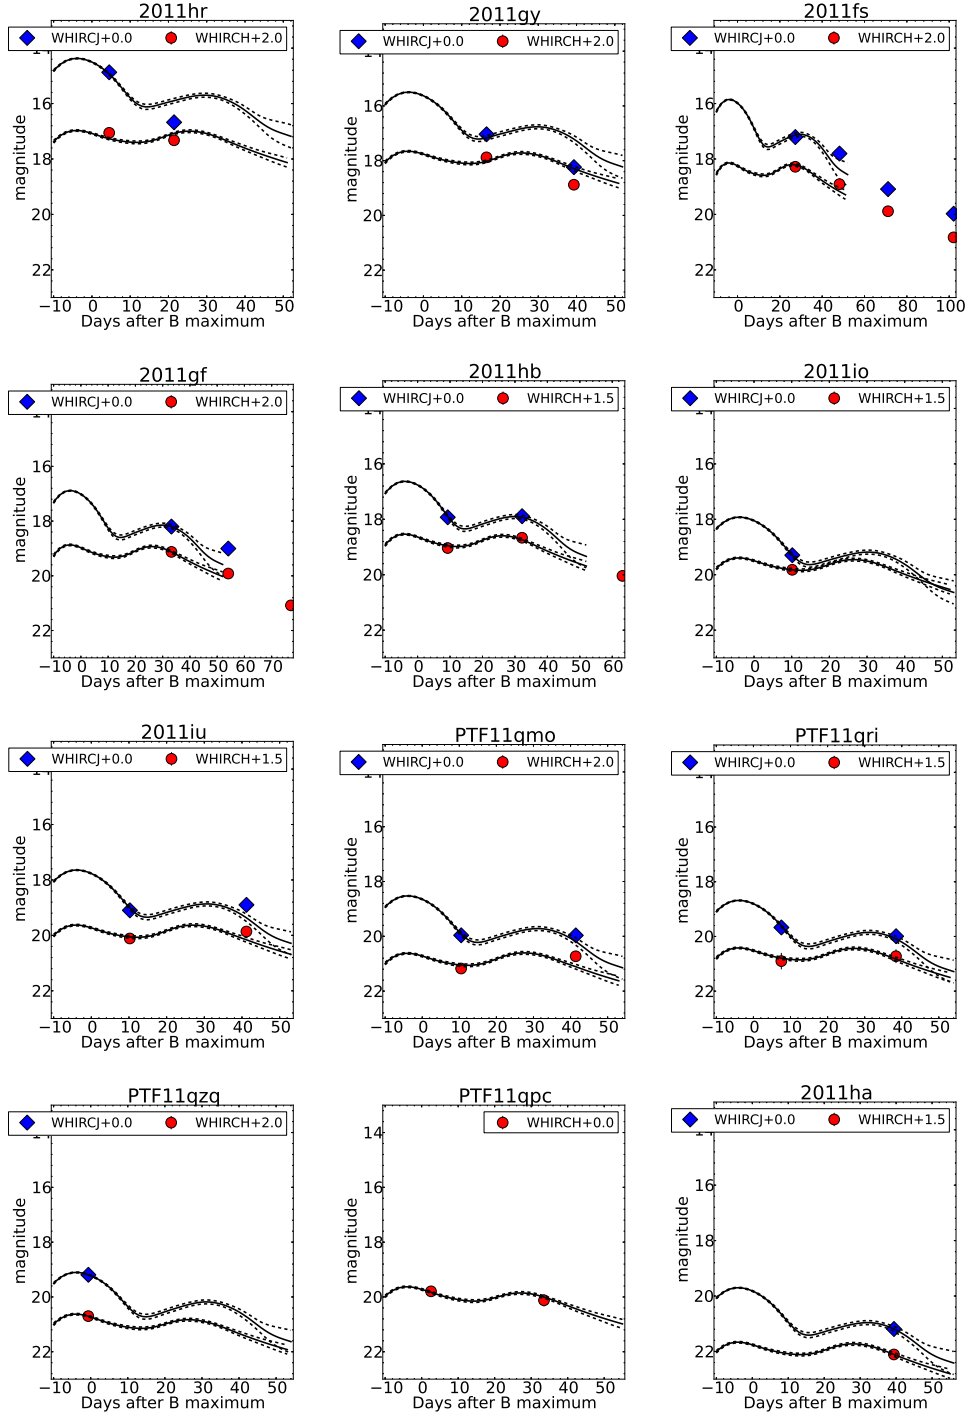 2011hr
WHIRCJ+0.0 WHIRCH+2.0
16
18
20
22
magnitude
−10 0 10 20 30 40 50
Days after B maximum
2011gy
WHIRCJ+0.0 WHIRCH+2.0
16
18
20
22
magnitude
−10 0 10 20 30 40 50
Days after B maximum
2011fs
WHIRCJ+0.0 WHIRCH+2.0
16
18
20
22
magnitude
0 20 40 60 80 100
Days after B maximum
2011gf
WHIRCJ+0.0 WHIRCH+2.0
16
18
20
22
magnitude
−10 0 10 20 30 40 50 60 70
Days after B maximum
2011hb
WHIRCJ+0.0 WHIRCH+1.5
16
18
20
22
magnitude
−10 0 10 20 30 40 50 60
Days after B maximum
2011io
WHIRCJ+0.0 WHIRCH+1.5
16
18
20
22
magnitude
−10 0 10 20 30 40 50
Days after B maximum
2011iu
WHIRCJ+0.0 WHIRCH+1.5
16
18
20
22
magnitude
−10 0 10 20 30 40 50
Days after B maximum
PTF11qmo
WHIRCJ+0.0 WHIRCH+2.0
16
18
20
22
magnitude
−10 0 10 20 30 40 50
Days after B maximum
PTF11qri
WHIRCJ+0.0 WHIRCH+1.5
16
18
20
22
magnitude
−10 0 10 20 30 40 50
Days after B maximum
PTF11qzq
WHIRCJ+0.0 WHIRCH+2.0
16
18
20
22
magnitude
−10 0 10 20 30 40 50
Days after B maximum
PTF11qpc
WHIRCH+0.0
14
16
18
20
22
magnitude
−10 0 10 20 30 40 50
Days after B maximum
2011ha
WHIRCJ+0.0 WHIRCH+1.5
16
18
20
22
magnitude
−10 0 10 20 30 40 50
Days after B maximum